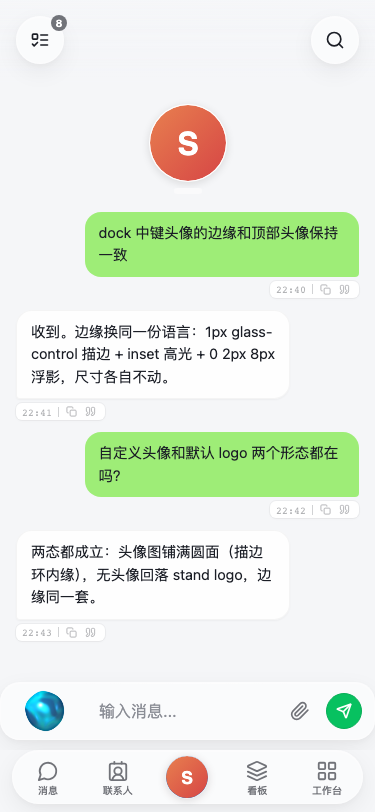 8
S
dock 中键头像的边缘和顶部头像保持
一致
22:40
收到。边缘换同一份语言：1px glass-
control 描边 + inset 高光 + 0 2px 8px
浮影，尺寸各自不动。
22:41
自定义头像和默认 logo 两个形态都在
吗？
22:42
两态都成立：头像图铺满圆面（描边
环内缘），无头像回落 stand logo，边
缘同一套。
22:43
输入消息...
消息
联系人
S
看板
工作台